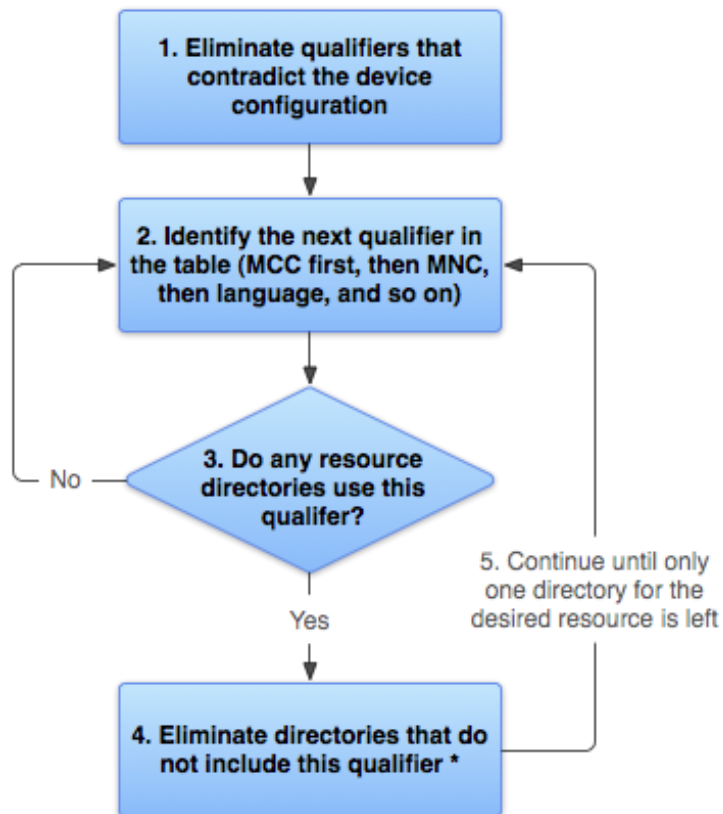 1. Eliminate qualifiers that
contradict the device
configuration
2. Identify the next qualifier in
the table (MCC first, then MNC,
then language, and so on)
3. Do any resource
directories use this
qualifer?
No
Yes
5. Continue until only
one directory for the
desired resource is left
4. Eliminate directories that do
not include this qualifier *